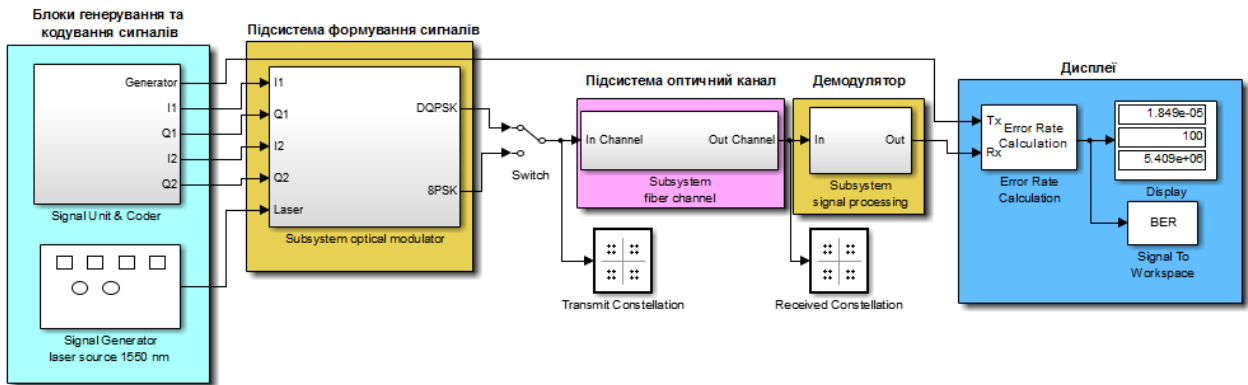 Блоки генерування та
кодування сигналів
Generator
I1
Q1
I2
Q2
Signal Unit & Coder
Signal Generator
laser source 1550 nm
Підсистема формування сигналів
I1
Q1
I2
Q2
Laser
DQPSK
8PSK
Subsystem optical modulator
Switch
Підсистема оптичний канал
In Channel
Out Channel
Subsystem
fiber channel
Transmit Constellation
Демодулятор
In
Out
Subsystem
signal processing
Received Constellation
Дисплеї
Tx
Rx
Error Rate
Calculation
Error Rate
Calculation
1.849e-05
100
5.409e+06
Display
BER
Signal To
Workspace